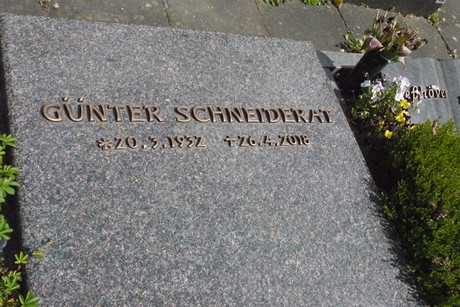 GÜNTER SCHNEIDERAT
*20.3.1932 †26.4.2018